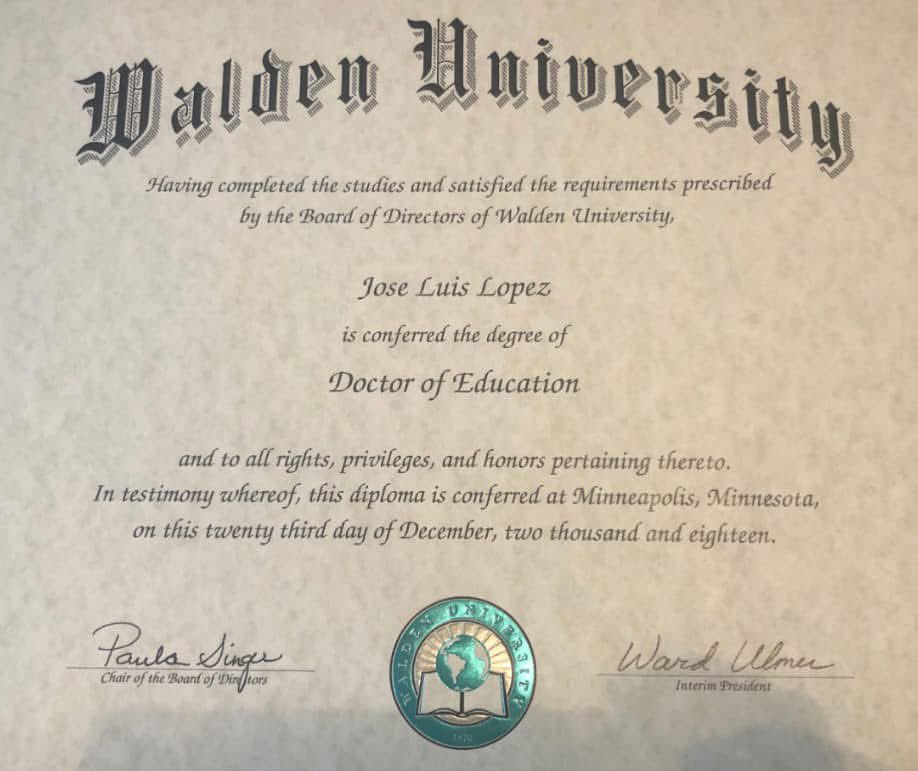 Walden University
Having completed the studies and satisfied the requirements prescribed
by the Board of Directors of Walden University,
Jose Luis Lopez
is conferred the degree of
Doctor of Education
and to all rights, privileges, and honors pertaining thereto.
In testimony whereof, this diploma is conferred at Minneapolis, Minnesota,
on this twenty third day of December, two thousand and eighteen.
Paula Singer
Chair of the Board of Directors
WALDEN UNIVERSITY
1970
Ward Ulmer
Interim President